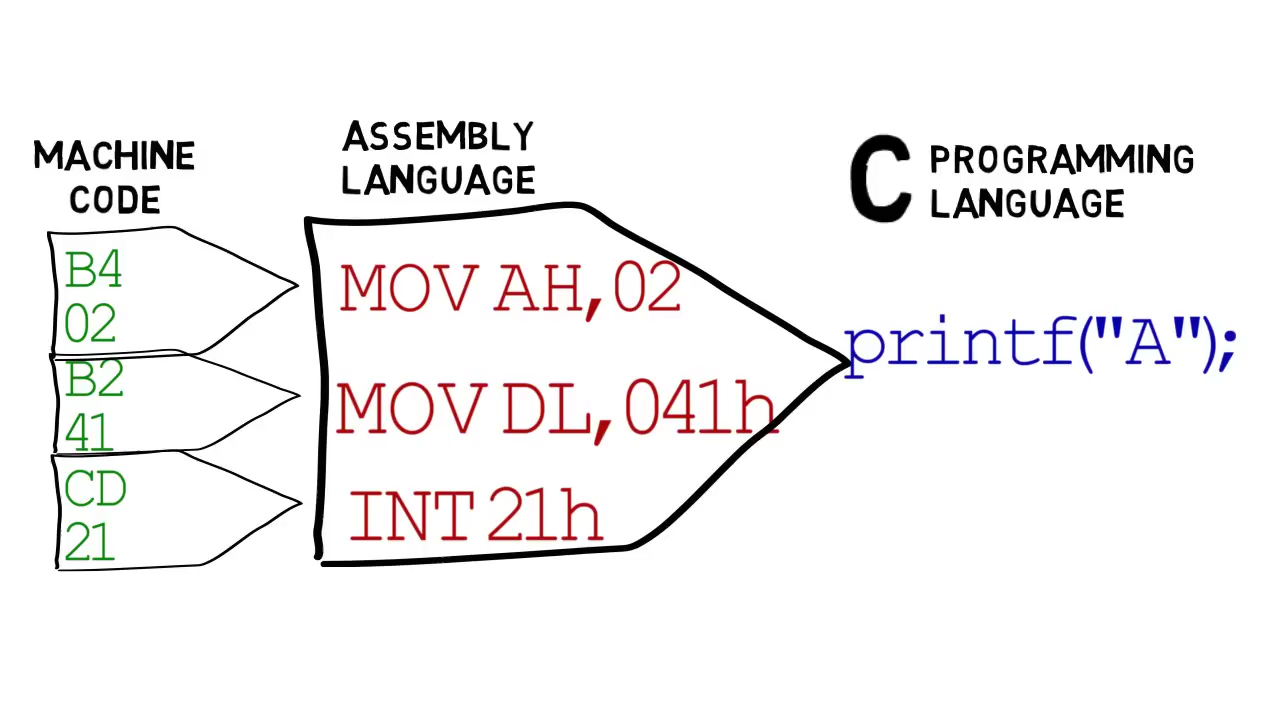 MACHINE
CODE
B4
02
B2
41
CD
21
ASSEMBLY
LANGUAGE
MOV AH,02
MOV DL,041h
INT 21h
C PROGRAMMING
LANGUAGE
printf("A");